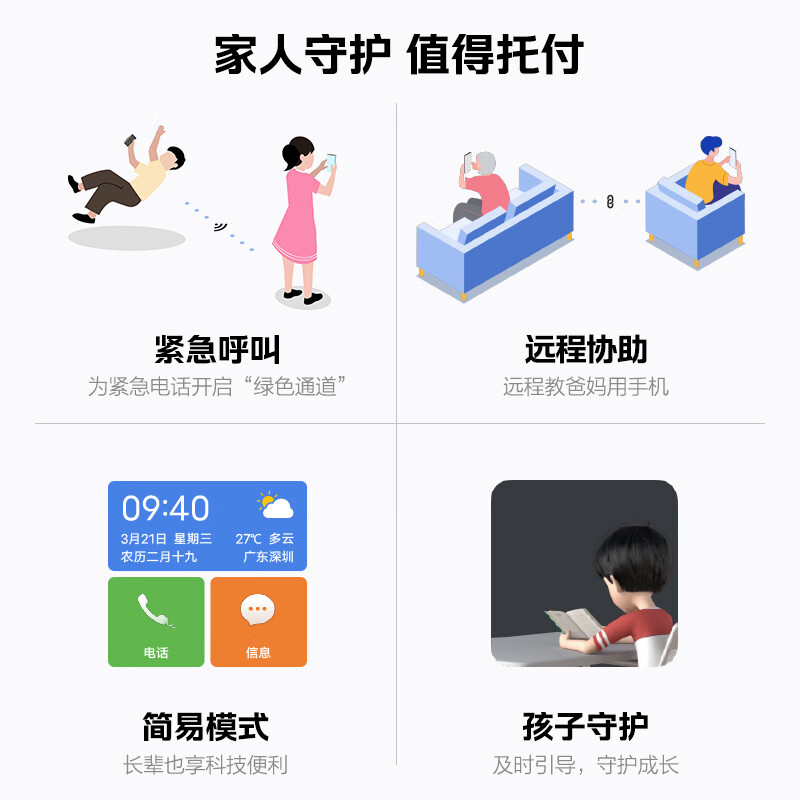 家人守护 值得托付
紧急呼叫
为紧急电话开启“绿色通道”
远程协助
远程教爸妈用手机
09:40
3月21日 星期三 27℃ 多云
农历二月十九 广东深圳
电话
信息
简易模式
长辈也享科技便利
孩子守护
及时引导，守护成长